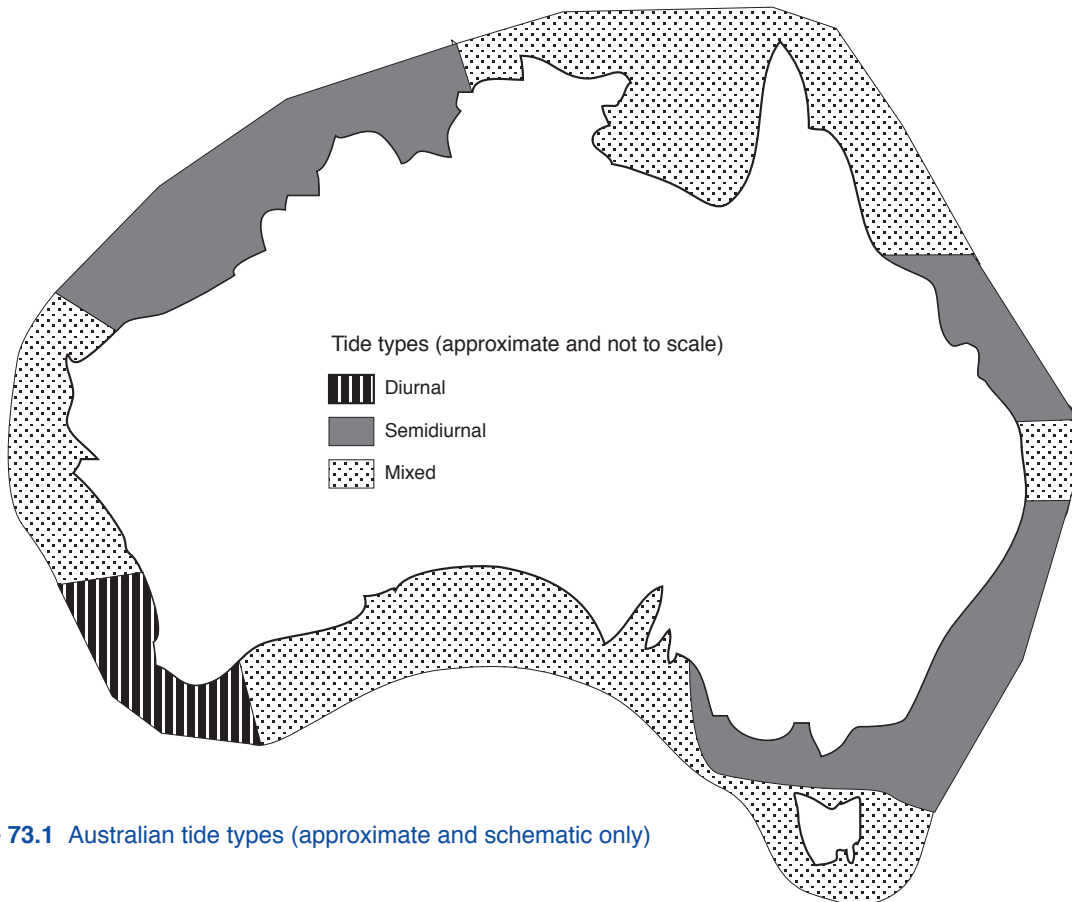 Tide types (approximate and not to scale)
Diurnal
Semidiurnal
Mixed
73.1 Australian tide types (approximate and schematic only)